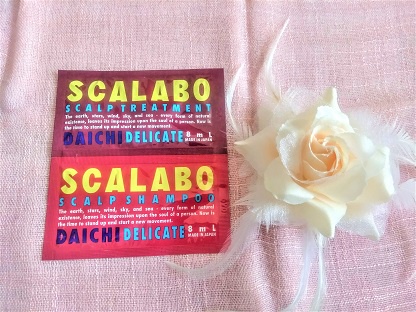 SCALABO
SCALP TREATMENT
The earth, stars, wind, sky, and sea - every form of natural
existense, leaves its impression upon the soul of a person. Now is
the time to stand up and start a new movement.
DAICHI DELICATE 8 mL
MADE IN JAPAN
SCALABO
SCALP SHAMPOO
The earth, stars, wind, sky, and sea - every form of natural
existense, leaves its impression upon the soul of a person. Now is
the time to stand up and start a new movement.
DAICHI DELICATE 8 mL
MADE IN JAPAN